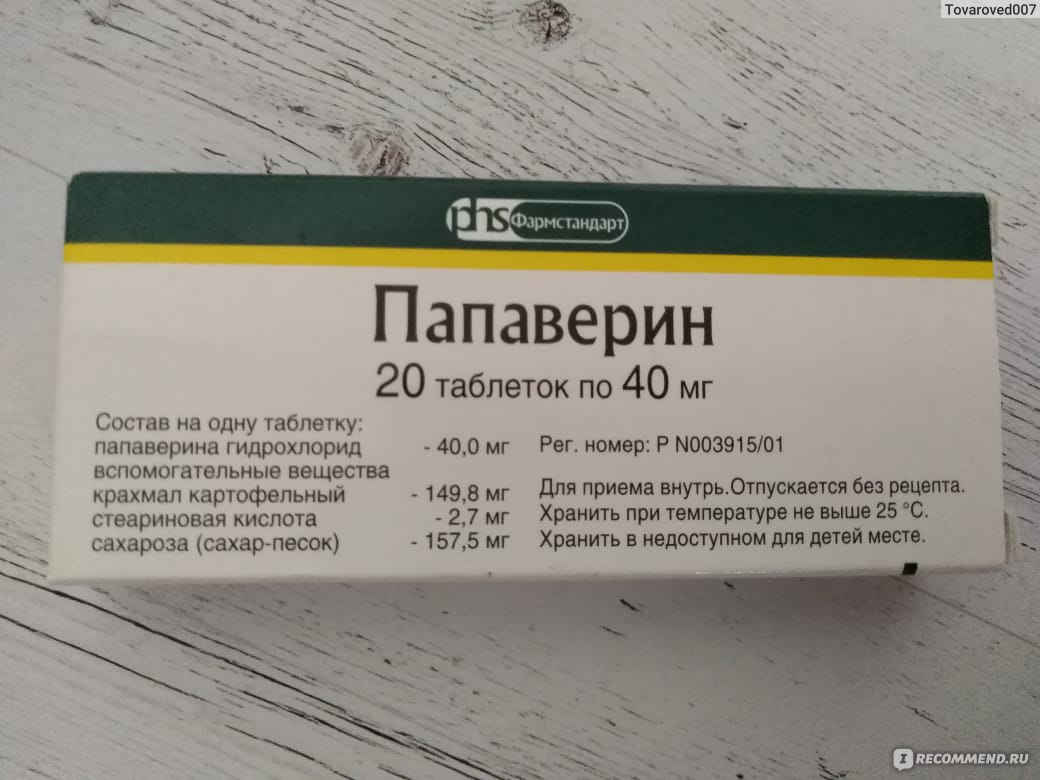 Tovaroved007
phs Фармстандарт
Папаверин
20 таблеток по 40 мг
Состав на одну таблетку:
папаверина гидрохлорид - 40,0 мг
вспомогательные вещества
крахмал картофельный - 149,8 мг
стеариновая кислота - 2,7 мг
сахароза (сахар-песок) - 157,5 мг
Рег. номер: Р N003915/01
Для приема внутрь.Отпускается без рецепта.
Хранить при температуре не выше 25 °С.
Хранить в недоступном для детей месте.
IRECOMMEND.RU